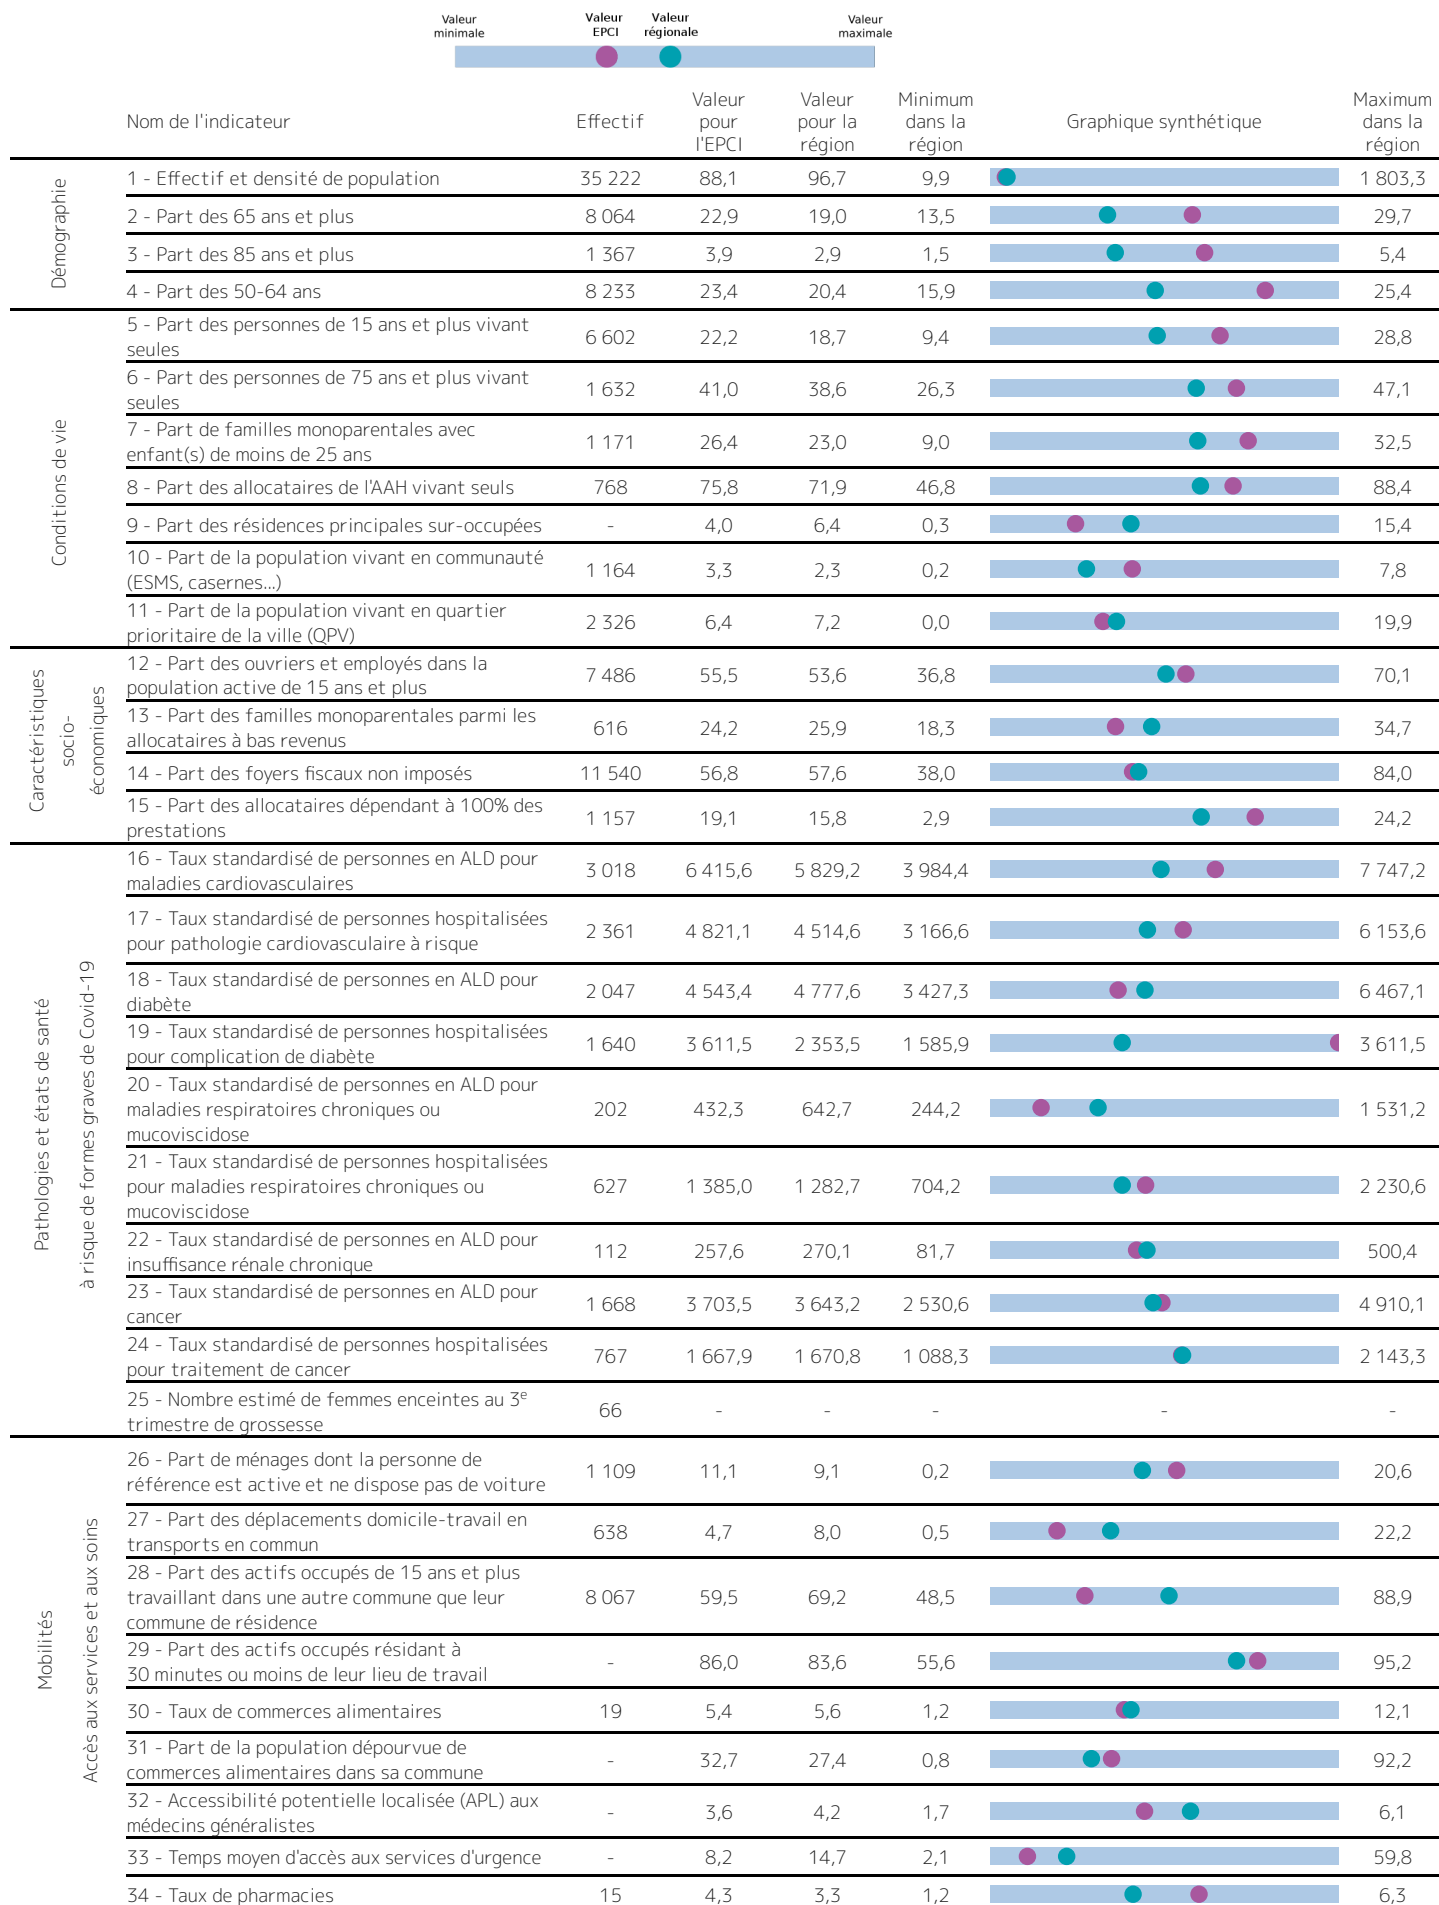 Valeur minimale
Valeur EPCI
Valeur régionale
Valeur maximale
Nom de l'indicateur Effectif Valeur pour l'EPCI Valeur pour la région Minimum dans la région Graphique synthétique Maximum dans la région
Démographie
1 - Effectif et densité de population 35 222 88,1 96,7 9,9 1 803,3
2 - Part des 65 ans et plus 8 064 22,9 19,0 13,5 29,7
3 - Part des 85 ans et plus 1 367 3,9 2,9 1,5 5,4
4 - Part des 50-64 ans 8 233 23,4 20,4 15,9 25,4
Conditions de vie
5 - Part des personnes de 15 ans et plus vivant
seules 6 602 22,2 18,7 9,4 28,8
6 - Part des personnes de 75 ans et plus vivant
seules 1 632 41,0 38,6 26,3 47,1
7 - Part de familles monoparentales avec
enfant(s) de moins de 25 ans 1 171 26,4 23,0 9,0 32,5
8 - Part des allocataires de l'AAH vivant seuls 768 75,8 71,9 46,8 88,4
9 - Part des résidences principales sur-occupées - 4,0 6,4 0,3 15,4
10 - Part de la population vivant en communauté
(ESMS, casernes...) 1 164 3,3 2,3 0,2 7,8
11 - Part de la population vivant en quartier
prioritaire de la ville (QPV) 2 326 6,4 7,2 0,0 19,9
Caractéristiques
socio-
économiques
12 - Part des ouvriers et employés dans la
population active de 15 ans et plus 7 486 55,5 53,6 36,8 70,1
13 - Part des familles monoparentales parmi les
allocataires à bas revenus 616 24,2 25,9 18,3 34,7
14 - Part des foyers fiscaux non imposés 11 540 56,8 57,6 38,0 84,0
15 - Part des allocataires dépendant à 100% des
prestations 1 157 19,1 15,8 2,9 24,2
Pathologies et états de santé
à risque de formes graves de Covid-19
16 - Taux standardisé de personnes en ALD pour
maladies cardiovasculaires 3 018 6 415,6 5 829,2 3 984,4 7 747,2
17 - Taux standardisé de personnes hospitalisées
pour pathologie cardiovasculaire à risque 2 361 4 821,1 4 514,6 3 166,6 6 153,6
18 - Taux standardisé de personnes en ALD pour
diabète 2 047 4 543,4 4 777,6 3 427,3 6 467,1
19 - Taux standardisé de personnes hospitalisées
pour complication de diabète 1 640 3 611,5 2 353,5 1 585,9 3 611,5
20 - Taux standardisé de personnes en ALD pour
maladies respiratoires chroniques ou
mucoviscidose 202 432,3 642,7 244,2 1 531,2
21 - Taux standardisé de personnes hospitalisées
pour maladies respiratoires chroniques ou
mucoviscidose 627 1 385,0 1 282,7 704,2 2 230,6
22 - Taux standardisé de personnes en ALD pour
insuffisance rénale chronique 112 257,6 270,1 81,7 500,4
23 - Taux standardisé de personnes en ALD pour
cancer 1 668 3 703,5 3 643,2 2 530,6 4 910,1
24 - Taux standardisé de personnes hospitalisées
pour traitement de cancer 767 1 667,9 1 670,8 1 088,3 2 143,3
25 - Nombre estimé de femmes enceintes au 3e
trimestre de grossesse 66 - - - - -
Mobilités
Accès aux services et aux soins
26 - Part de ménages dont la personne de
référence est active et ne dispose pas de voiture 1 109 11,1 9,1 0,2 20,6
27 - Part des déplacements domicile-travail en
transports en commun 638 4,7 8,0 0,5 22,2
28 - Part des actifs occupés de 15 ans et plus
travaillant dans une autre commune que leur
commune de résidence 8 067 59,5 69,2 48,5 88,9
29 - Part des actifs occupés résidant à
30 minutes ou moins de leur lieu de travail - 86,0 83,6 55,6 95,2
30 - Taux de commerces alimentaires 19 5,4 5,6 1,2 12,1
31 - Part de la population dépourvue de
commerces alimentaires dans sa commune - 32,7 27,4 0,8 92,2
32 - Accessibilité potentielle localisée (APL) aux
médecins généralistes - 3,6 4,2 1,7 6,1
33 - Temps moyen d'accès aux services d'urgence - 8,2 14,7 2,1 59,8
34 - Taux de pharmacies 15 4,3 3,3 1,2 6,3